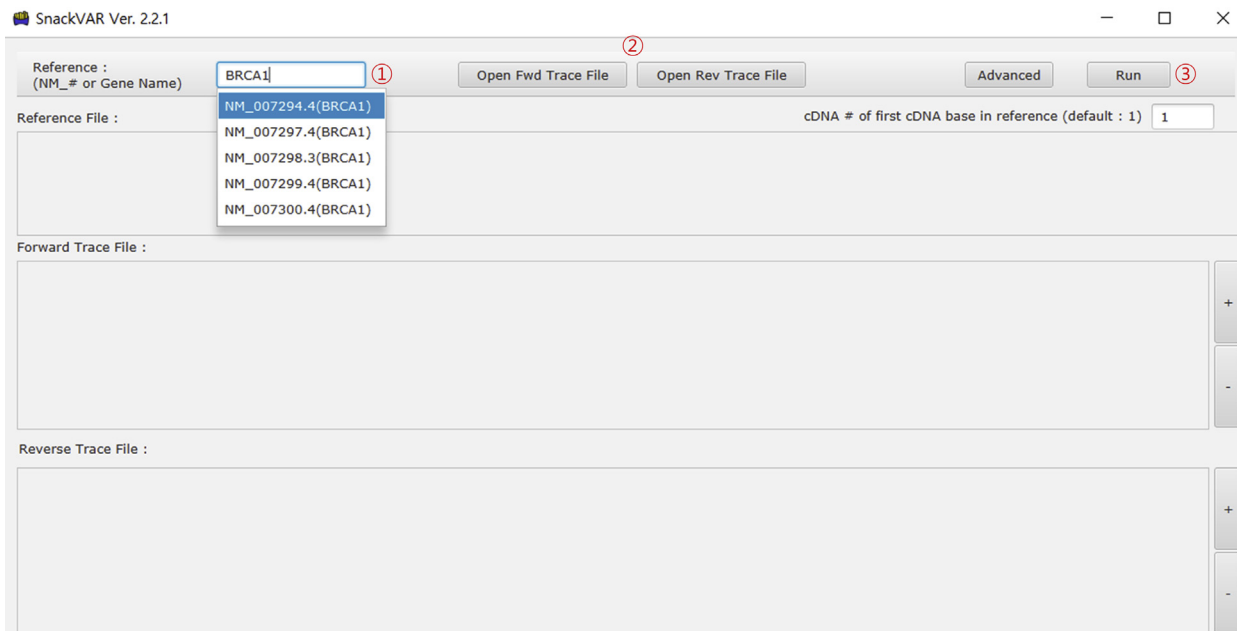 SnackVAR Ver. 2.2.1
②
Reference :
(NM_# or Gene Name)
BRCA1
①
Open Fwd Trace File
Open Rev Trace File
Advanced
Run
③
NM_007294.4(BRCA1)
NM_007297.4(BRCA1)
NM_007298.3(BRCA1)
NM_007299.4(BRCA1)
NM_007300.4(BRCA1)
Reference File :
cDNA # of first cDNA base in reference (default : 1)
1
Forward Trace File :
+
-
Reverse Trace File :
+
-